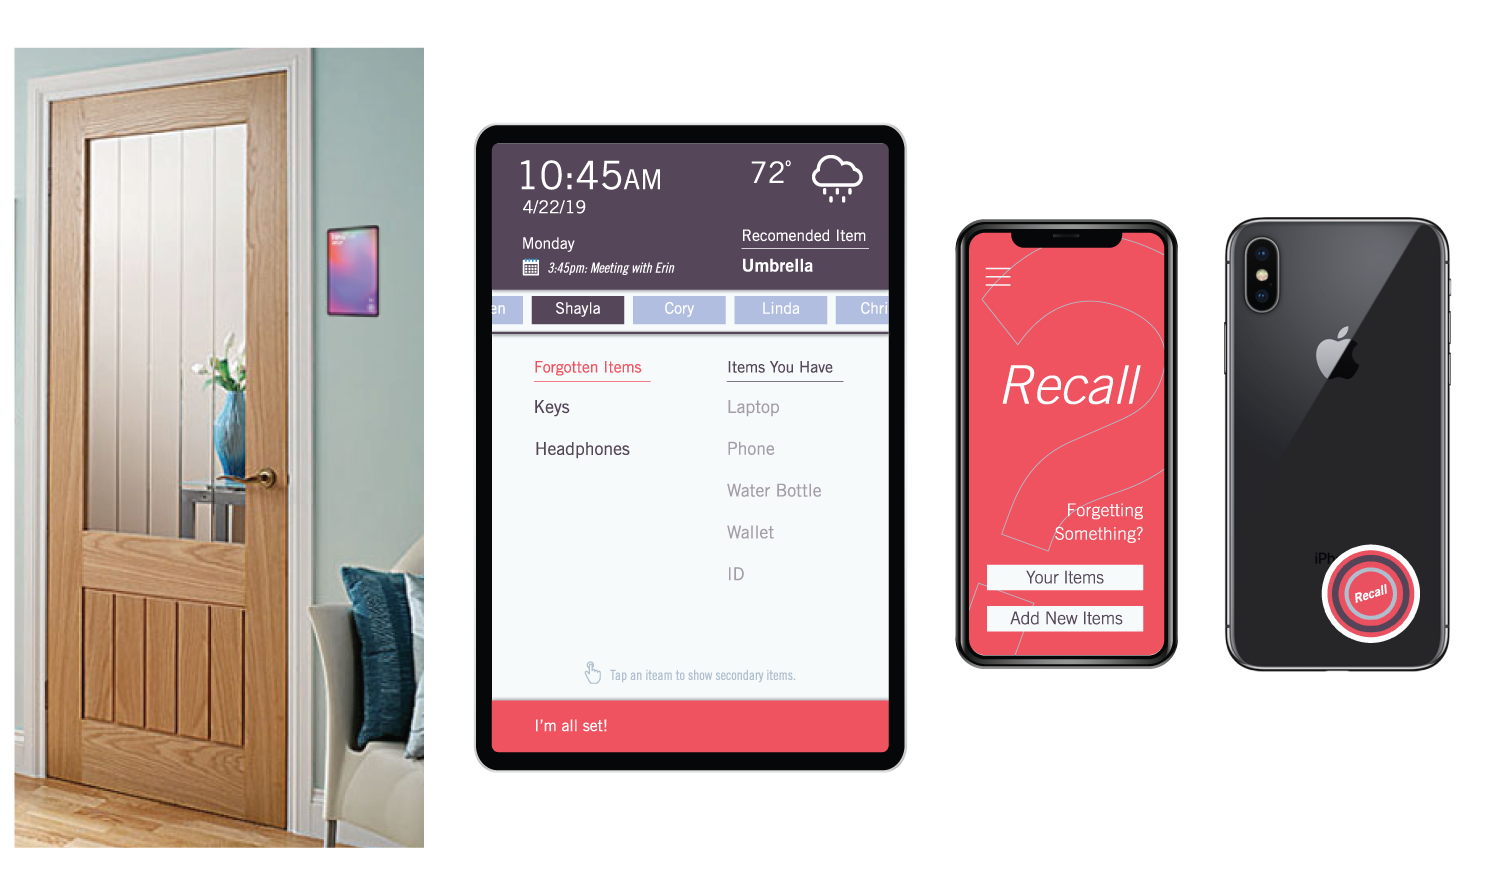 10:45AM
4/22/19
72°
Monday
3:45pm: Meeting with Erin
Recomended Item
Umbrella
en
Shayla
Cory
Linda
Chri
Forgotten Items
Keys
Headphones
Items You Have
Laptop
Phone
Water Bottle
Wallet
ID
Tap an iteam to show secondary items.
I'm all set!
Recall
Forgetting
Something?
Your Items
Add New Items
iPh
Recall